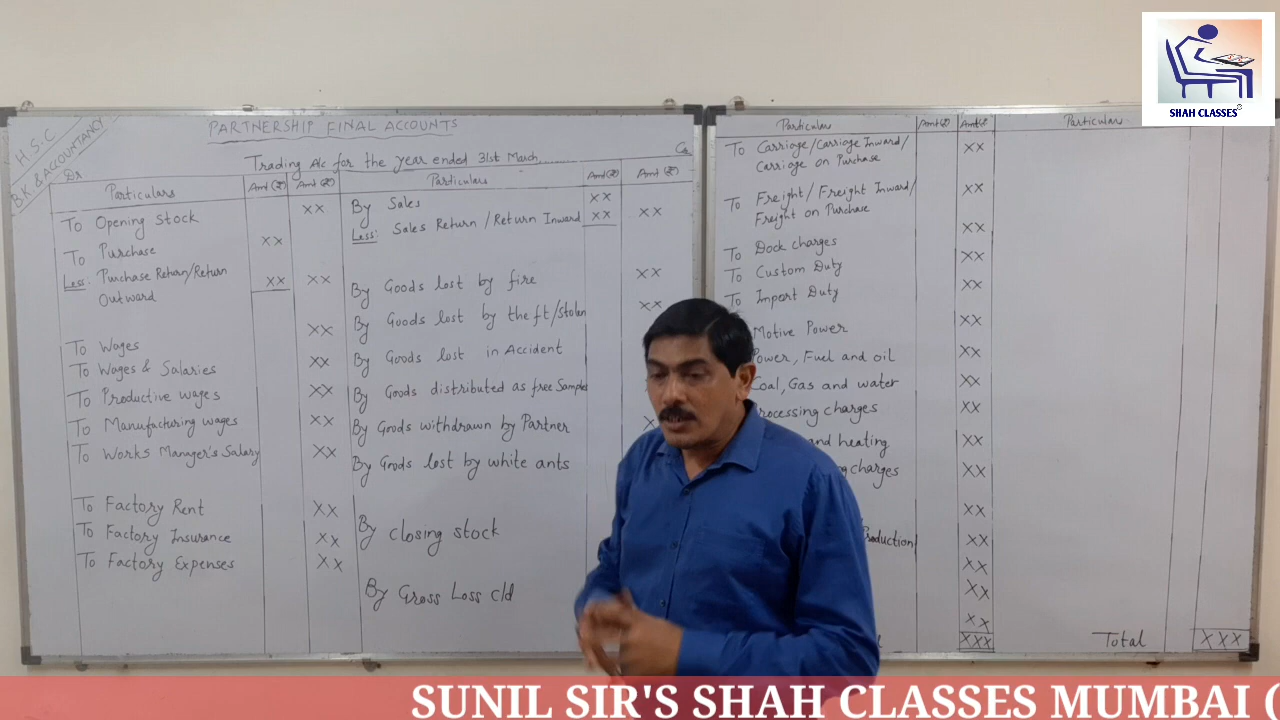 SHAH CLASSES
H.S.C
B.K & ACCOUNTANCY
PARTNERSHIP FINAL ACCOUNTS
Trading A/c for the year ended 31st March..........
Dr
Cr
Particulars Amt(₹) Amt(₹) Particulars Amt(₹) Amt(₹)
To Opening Stock xx
To Purchase xx
Less: Purchase Return/Return xx xx
Outward
To Wages xx
To Wages & Salaries xx
To Productive wages xx
To Manufacturing wages xx
To Works Manager's Salary xx
To Factory Rent xx
To Factory Insurance xx
To Factory Expenses xx
By Sales xx
Less: Sales Return/Return Inward xx xx
By Goods lost by fire xx
By Goods lost by theft/stolen xx
By Goods lost in Accident
By Goods distributed as free Samples
By Goods withdrawn by Partner
By Goods lost by white ants
By closing stock
By Gross Loss c/d
Particulars Amt(₹) Amt(₹) Particulars
To Carriage/Carriage Inward/ xx
Carriage on Purchase
To Freight/Freight Inward/ xx
Freight on Purchase
To Dock charges xx
To Custom Duty xx
To Import Duty xx
Motive Power xx
Power, Fuel and oil xx
Coal, Gas and water xx
Processing charges xx
and heating xx
charges xx
xx
Production xx
xx
xx
xx
xxx Total xxx
SUNIL SIR'S SHAH CLASSES MUMBAI (